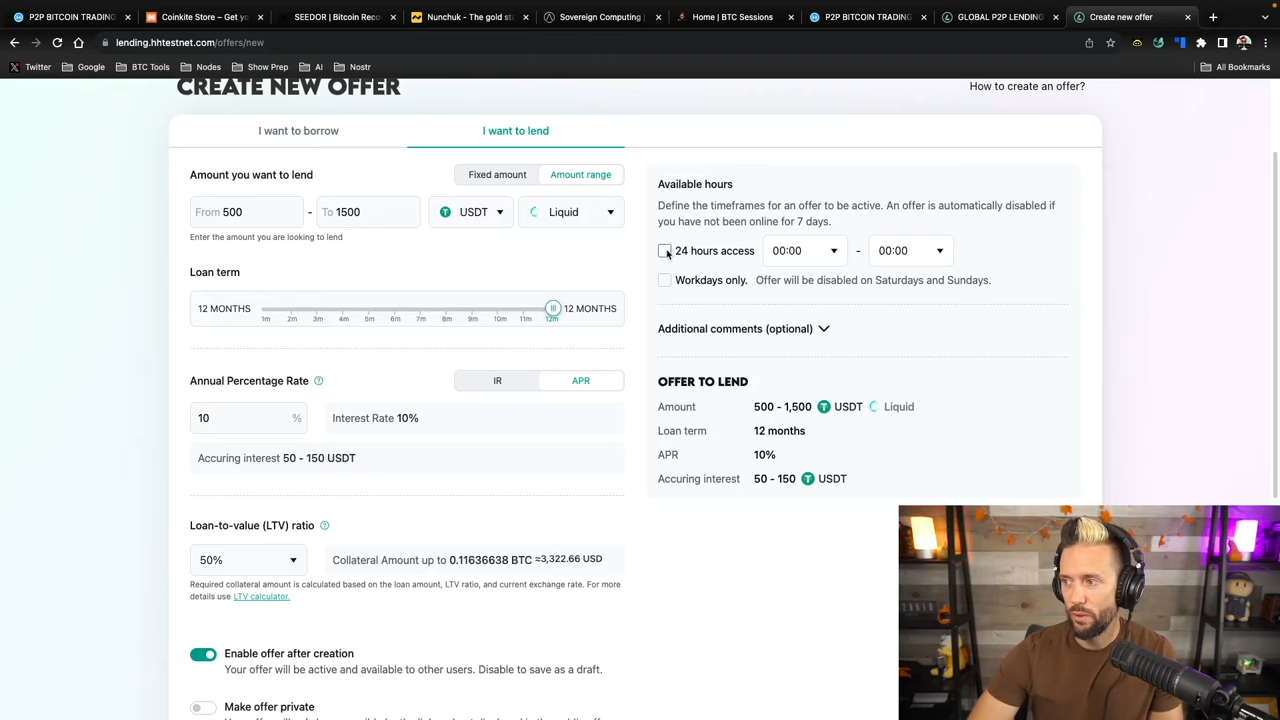 P2P BITCOIN TRADING
Coinkite Store – Get yo
SEEDOR | Bitcoin Reco
Nunchuk - The gold sta
Sovereign Computing |
Home | BTC Sessions
P2P BITCOIN TRADING
GLOBAL P2P LENDING
Create new offer
lending.hhtestnet.com/offers/new
Twitter
Google
BTC Tools
Nodes
Show Prep
AI
Nostr
All Bookmarks
CREATE NEW OFFER
How to create an offer?
I want to borrow
I want to lend
Amount you want to lend
Fixed amount
Amount range
From 500
-
To 1500
USDT
Liquid
Enter the amount you are looking to lend
Loan term
12 MONTHS
1m 2m 3m 4m 5m 6m 7m 8m 9m 10m 11m 12m
12 MONTHS
Annual Percentage Rate
IR
APR
10 %
Interest Rate 10%
Accuring interest 50 - 150 USDT
Loan-to-value (LTV) ratio
50%
Collateral Amount up to 0.11636638 BTC ≈3,322.66 USD
Required collateral amount is calculated based on the loan amount, LTV ratio, and current exchange rate. For more
details use LTV calculator.
Enable offer after creation
Your offer will be active and available to other users. Disable to save as a draft.
Make offer private
Available hours
Define the timeframes for an offer to be active. An offer is automatically disabled if
you have not been online for 7 days.
24 hours access
00:00
-
00:00
Workdays only. Offer will be disabled on Saturdays and Sundays.
Additional comments (optional)
OFFER TO LEND
Amount 500 - 1,500 USDT Liquid
Loan term 12 months
APR 10%
Accuring interest 50 - 150 USDT